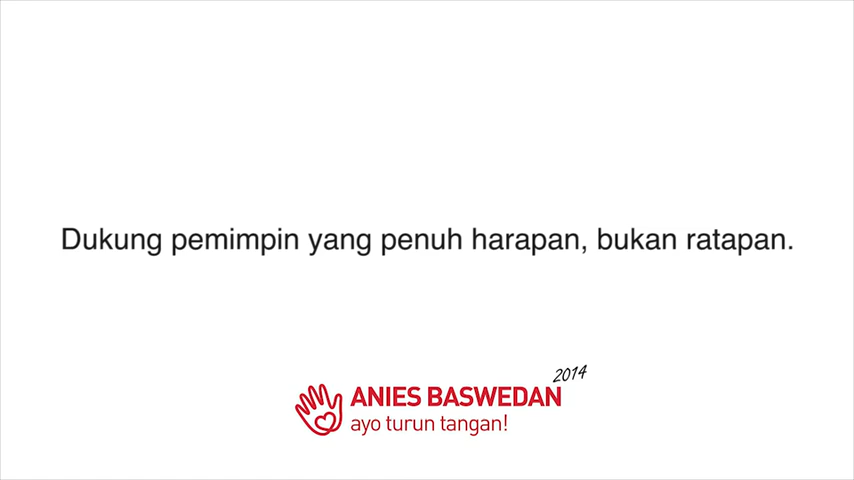 Dukung pemimpin yang penuh harapan, bukan ratapan.
2014
ANIES BASWEDAN
ayo turun tangan!